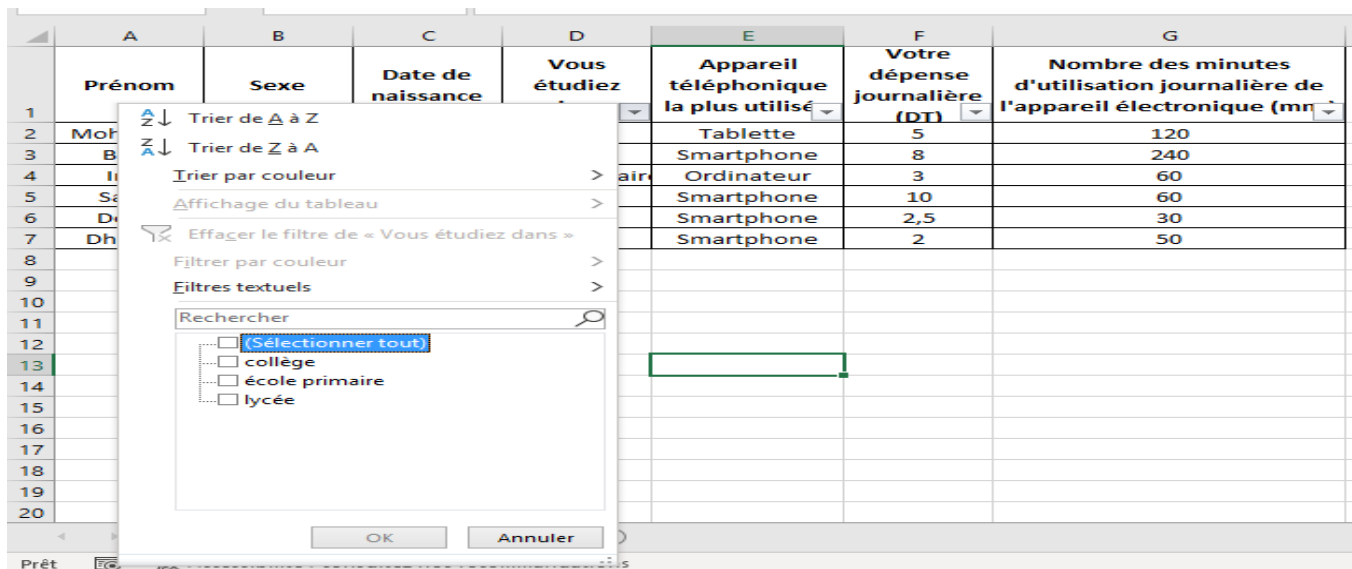 A B C D E F G
1 Prénom Sexe Date de naissance Vous étudiez Appareil téléphonique la plus utilisé Votre dépense journalière (DT) Nombre des minutes d'utilisation journalière de l'appareil électronique
2 Moh Tablette 5 120
3 B Smartphone 8 240
4 Ordinateur 3 60
5 Smartphone 10 60
6 Smartphone 2,5 30
7 Dh Smartphone 2 50
8
9
10
11
12
13
14
15
16
17
18
19
20
Trier de A à Z
Trier de Z à A
Trier par couleur
Affichage du tableau
Effacer le filtre de « Vous étudiez dans »
Filtrer par couleur
Filtres textuels
Rechercher
(Sélectionner tout)
collège
école primaire
lycée
OK Annuler
Prêt